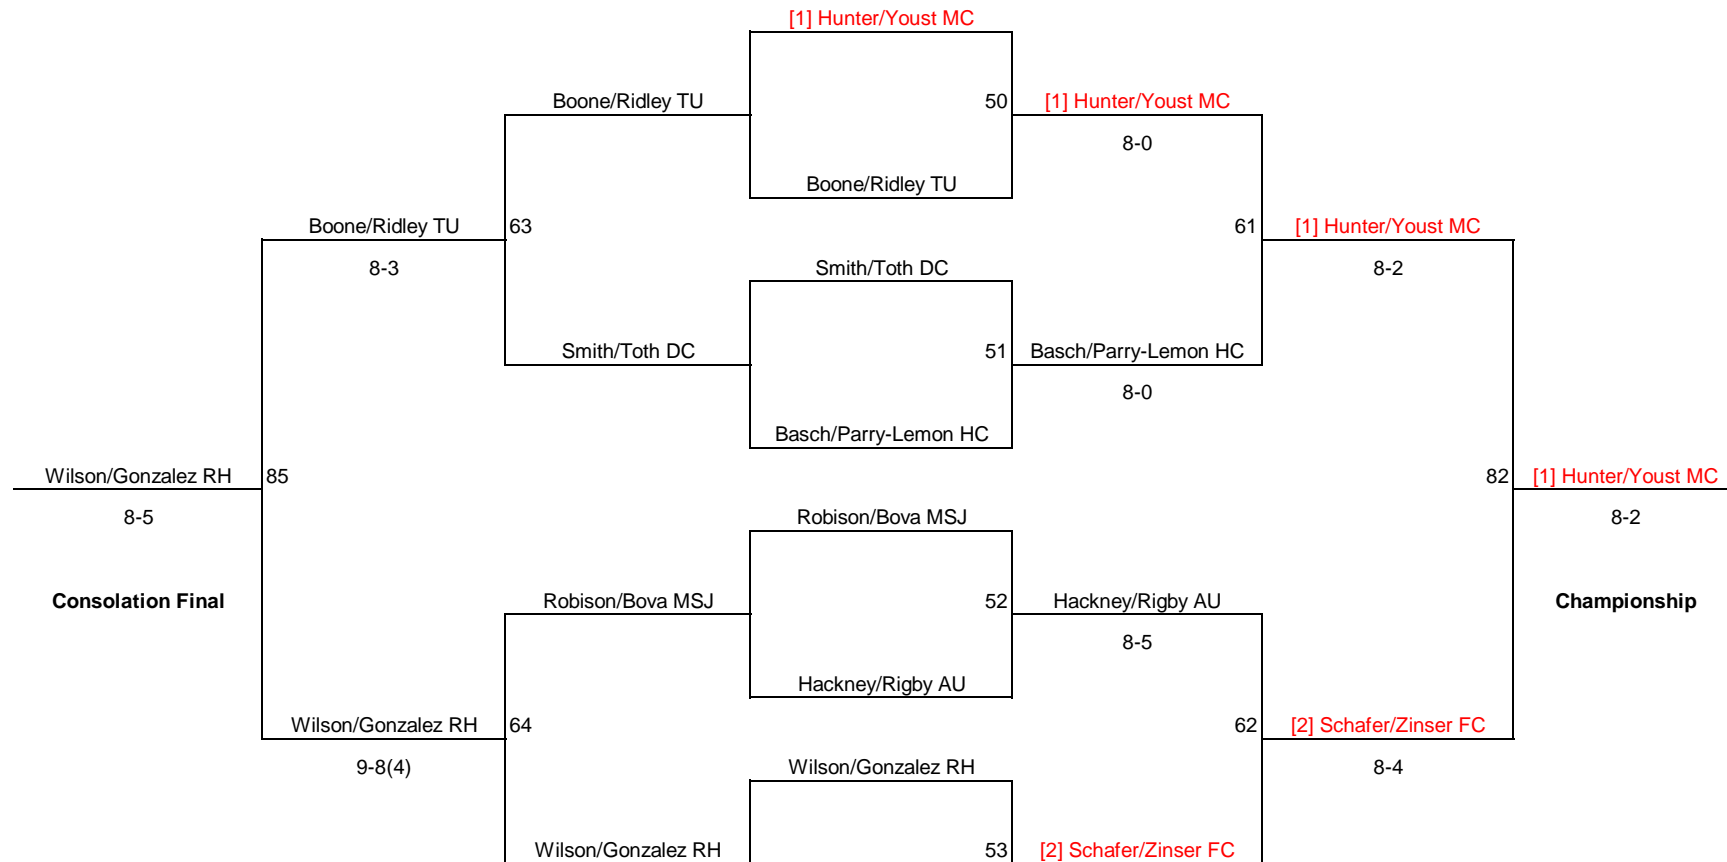 [1] Hunter/Youst MC
Boone/Ridley TU 50 [1] Hunter/Youst MC
8-0
Boone/Ridley TU
Boone/Ridley TU 63 61 [1] Hunter/Youst MC
8-3 Smith/Toth DC 8-2
Smith/Toth DC 51 Basch/Parry-Lemon HC
8-0
Basch/Parry-Lemon HC
Wilson/Gonzalez RH 85 82 [1] Hunter/Youst MC
8-5 Robison/Bova MSJ 8-2
Consolation Final Robison/Bova MSJ 52 Hackney/Rigby AU Championship
8-5
Hackney/Rigby AU
Wilson/Gonzalez RH 64 62 [2] Schafer/Zinser FC
9-8(4) Wilson/Gonzalez RH 8-4
Wilson/Gonzalez RH 53 [2] Schafer/Zinser FC